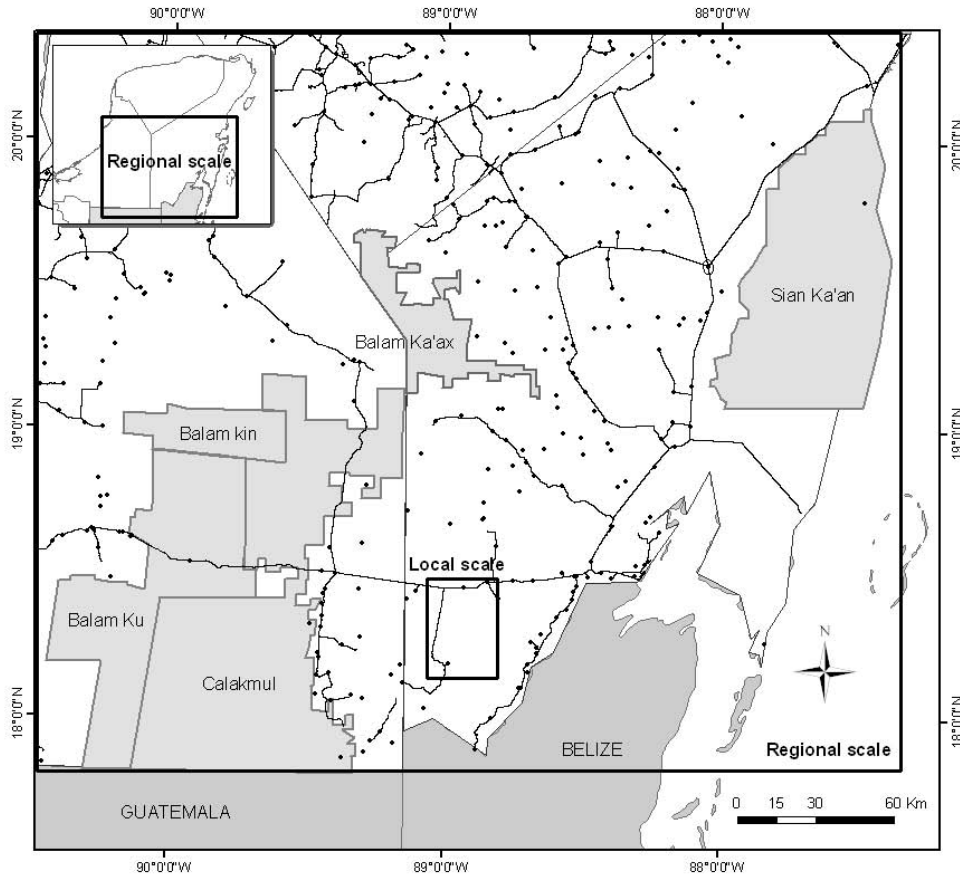 90°0'0"W
89°0'0"W
88°0'0"W
20°0'0"N
20°0'0"N
Regional scale
Sian Ka'an
Balam Ka'ax
19°0'0"N
19°0'0"N
Balam kin
Local scale
Balam Ku
Calakmul
N
18°0'0"N
18°0'0"N
BELIZE
Regional scale
GUATEMALA
0 15 30 60 Km
90°0'0"W
89°0'0"W
88°0'0"W